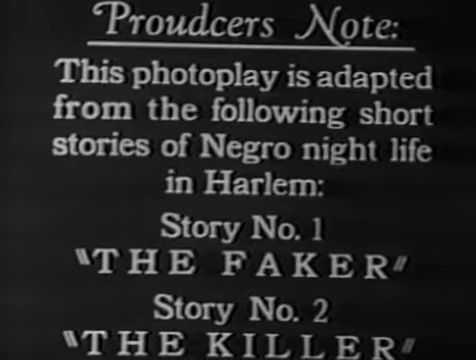 Proudcers Note:
This photoplay is adapted
from the following short
stories of Negro night life
in Harlem:
Story No. 1
"THE FAKER"
Story No. 2
"THE KILLER"